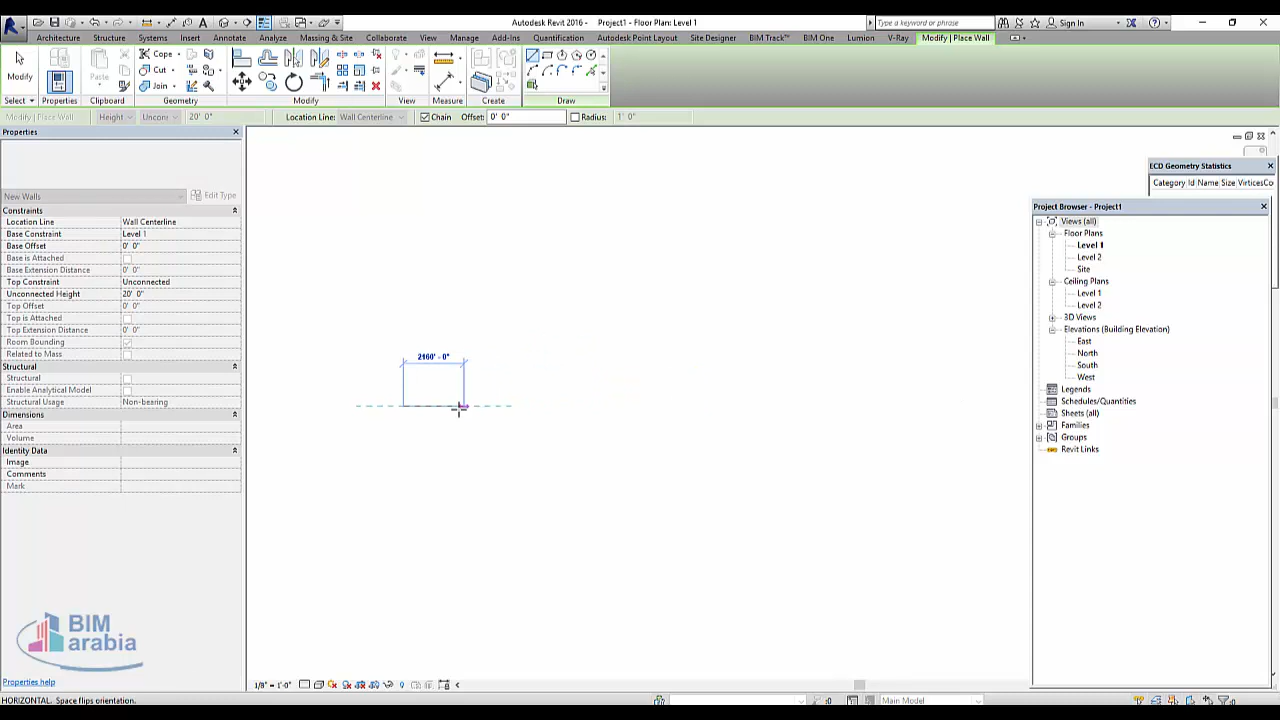 Autodesk Revit 2016 - Project1 - Floor Plan: Level 1
Type a keyword or phrase
Sign In
Architecture Structure Systems Insert Annotate Analyze Massing & Site Collaborate View Manage Add-Ins Quantification Autodesk Point Layout Site Designer BIM Track™ BIM One Lumion V-Ray Modify | Place Wall
Modify
Paste
Cope
Cut
Join
Select Properties Clipboard Geometry Modify View Measure Create Draw
Modify | Place Wall Height Uncon: 20' 0" Location Line: Wall Centerline Chain Offset: 0' 0" Radius: 1' 0"
Properties
New Walls
Edit Type
Constraints
Location Line Wall Centerline
Base Constraint Level 1
Base Offset 0' 0"
Base is Attached
Base Extension Distance 0' 0"
Top Constraint Unconnected
Unconnected Height 20' 0"
Top Offset 0' 0"
Top is Attached
Top Extension Distance 0' 0"
Room Bounding
Related to Mass
Structural
Structural
Enable Analytical Model
Structural Usage Non-bearing
Dimensions
Area
Volume
Identity Data
Image
Comments
Mark
BIM
arabia
Properties help
2160' - 0"
ECD Geometry Statistics
Category Id Name Size VirticesCo
Project Browser - Project1
Views (all)
Floor Plans
Level 1
Level 2
Site
Ceiling Plans
Level 1
Level 2
3D Views
Elevations (Building Elevation)
East
North
South
West
Legends
Schedules/Quantities
Sheets (all)
Families
Groups
Revit Links
1/8" = 1'-0"
HORIZONTAL. Space flips orientation.
:0
Main Model
:0